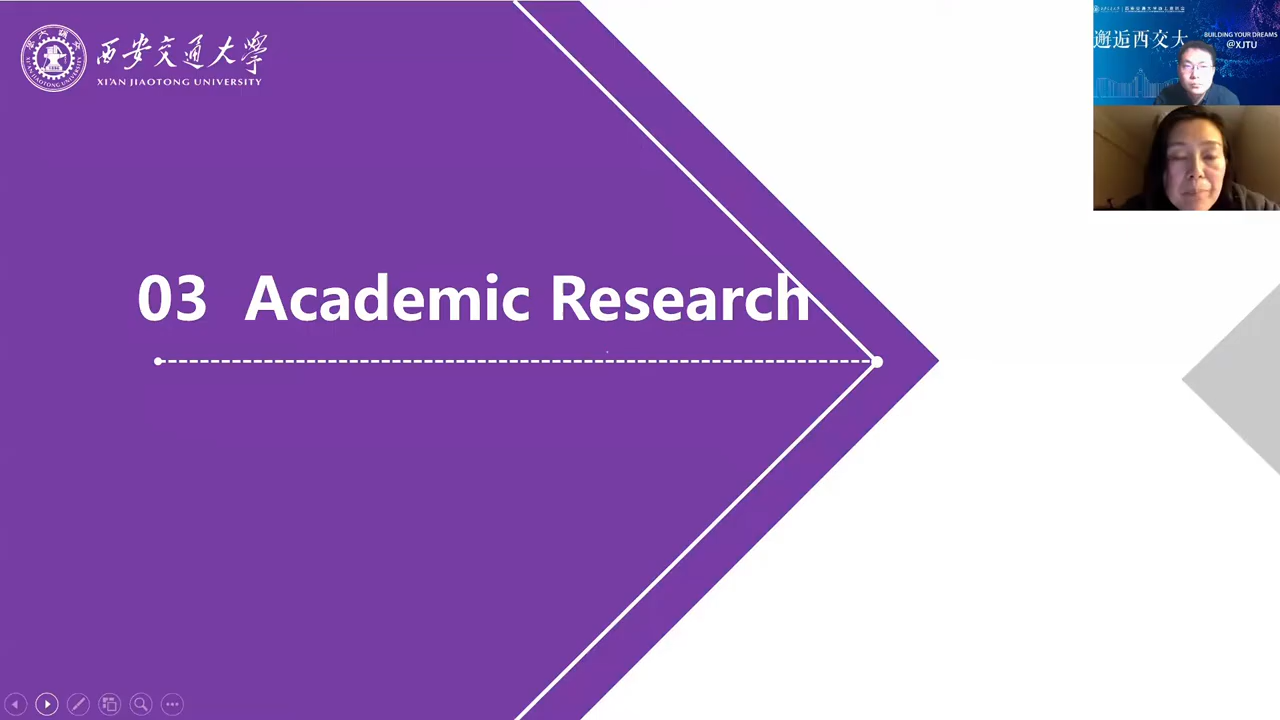 西安交通大學
XI'AN JIAOTONG UNIVERSITY
03 Academic Research
邂逅西交大
BUILDING YOUR DREAMS
@XJTU